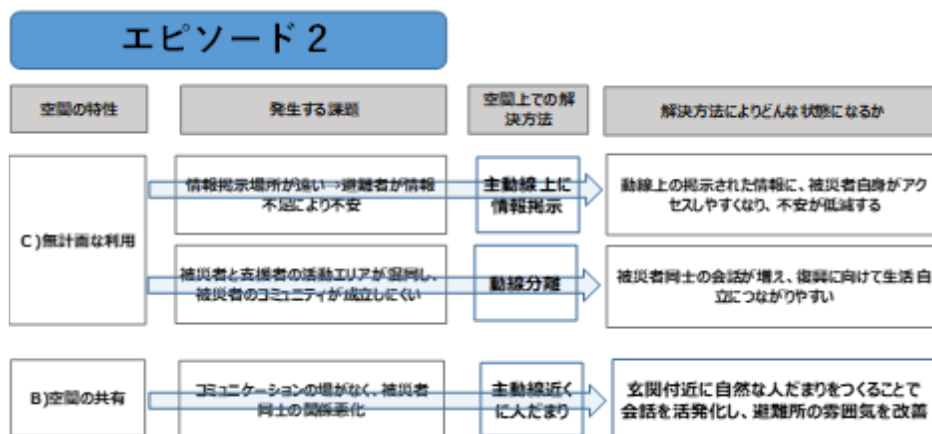 エピソード2
空間の特性
発生する課題
空間上での解
決方法
解決方法によりどんな状態になるか
C)無計画な利用
情報掲示場所が遠い→避難者が情報
不足により不安
主動線上に
情報掲示
動線上の掲示された情報に、被災者自身がアク
セスしやすくなり、不安が低減する
被災者と支援者の活動エリアが混同し、
被災者のコミュニティが成立しにくい
動線分離
被災者同士の会話が増え、復興に向けて生活自
立につながりやすい
B)空間の共有
コミュニケーションの場がなく、被災者
同士の関係悪化
主動線近く
に人だまり
玄関付近に自然な人だまりをつくることで
会話を活発化し、避難所の雰囲気を改善